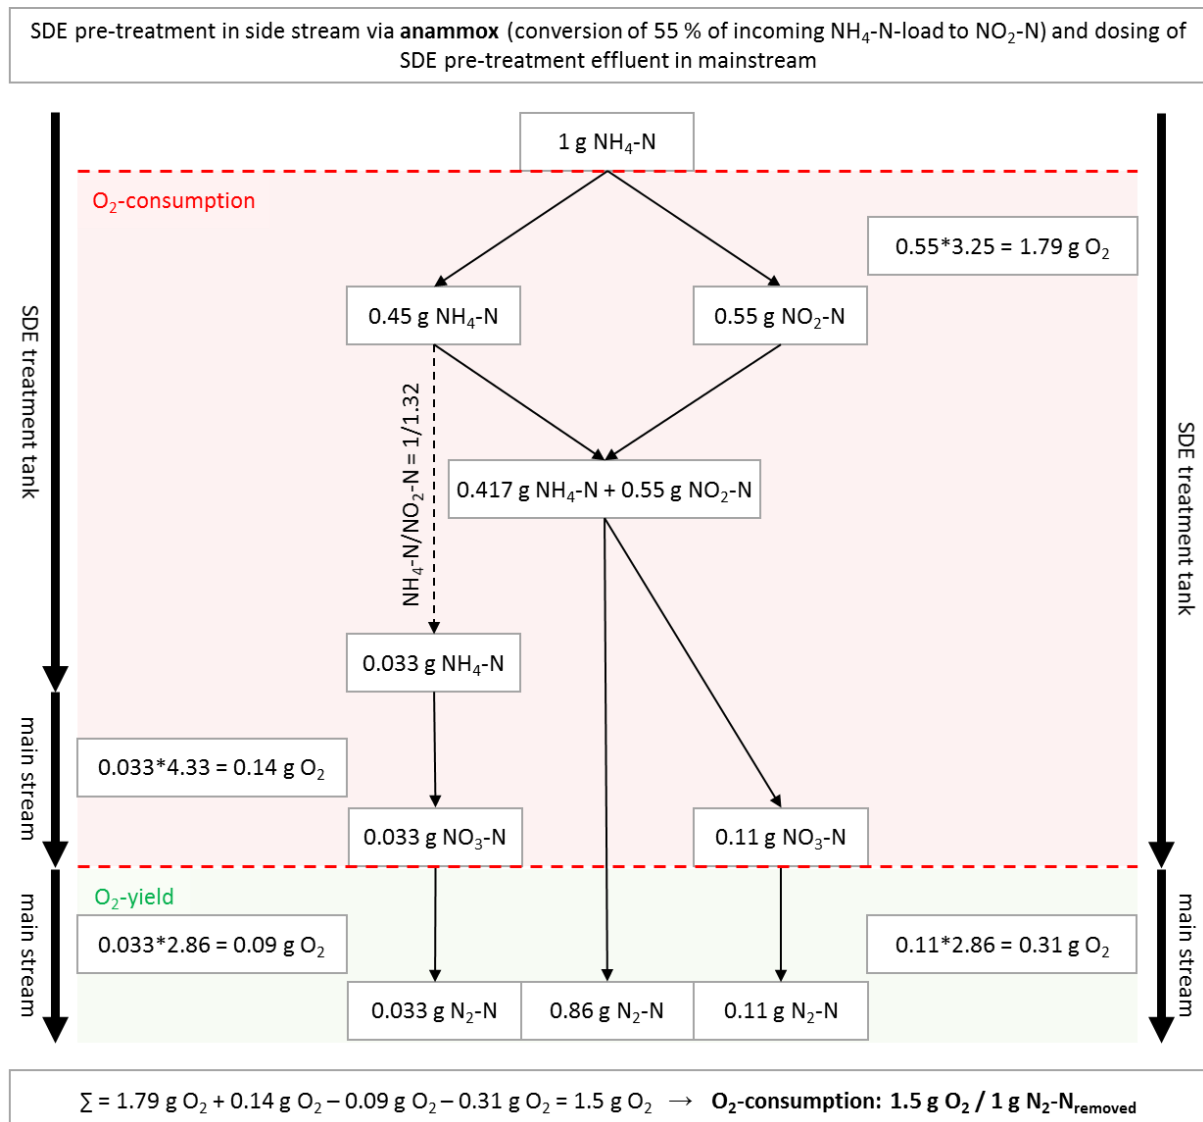 SDE pre-treatment in side stream via anammox (conversion of 55 % of incoming NH₄-N-load to NO₂-N) and dosing of
SDE pre-treatment effluent in mainstream
1 g NH₄-N
O₂-consumption
0.55*3.25 = 1.79 g O₂
SDE treatment tank
0.45 g NH₄-N
0.55 g NO₂-N
NH₄-N/NO₂-N = 1/1.32
SDE treatment tank
0.417 g NH₄-N + 0.55 g NO₂-N
0.033 g NH₄-N
main stream
0.033*4.33 = 0.14 g O₂
0.033 g NO₃-N
0.11 g NO₃-N
O₂-yield
main stream
0.033*2.86 = 0.09 g O₂
0.11*2.86 = 0.31 g O₂
main stream
0.033 g N₂-N
0.86 g N₂-N
0.11 g N₂-N
∑ = 1.79 g O₂ + 0.14 g O₂ – 0.09 g O₂ – 0.31 g O₂ = 1.5 g O₂ → O₂-consumption: 1.5 g O₂ / 1 g N₂-Nremoved